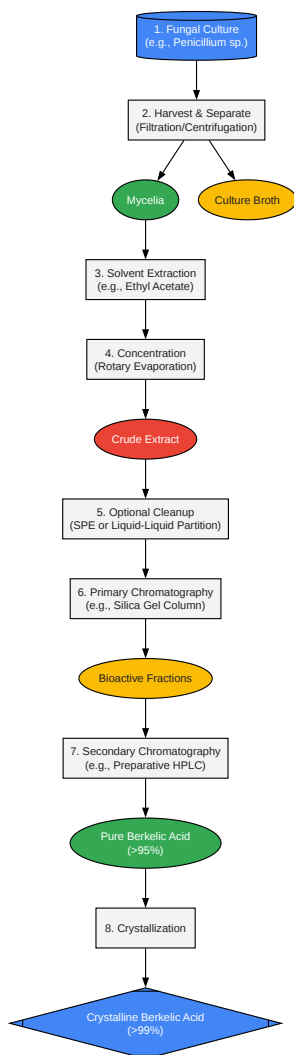 1. Fungal Culture
(e.g., Penicillium sp.)
2. Harvest & Separate
(Filtration/Centrifugation)
Mycelia
Culture Broth
3. Solvent Extraction
(e.g., Ethyl Acetate)
4. Concentration
(Rotary Evaporation)
Crude Extract
5. Optional Cleanup
(SPE or Liquid-Liquid Partition)
6. Primary Chromatography
(e.g., Silica Gel Column)
Bioactive Fractions
7. Secondary Chromatography
(e.g., Preparative HPLC)
Pure Berkelic Acid
(>95%)
8. Crystallization
Crystalline Berkelic Acid
(>99%)